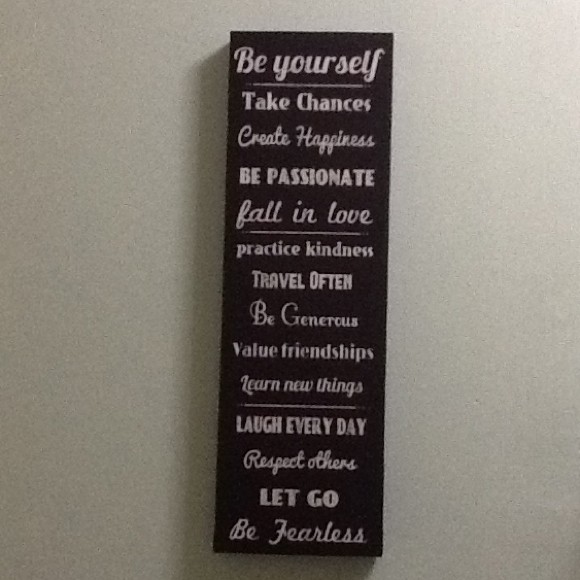 Be yourself
Take Chances
Create Happiness
BE PASSIONATE
fall in love
practice kindness
TRAVEL OFTEN
Be Generous
Value friendships
Learn new things
LAUGH EVERY DAY
Respect others
LET GO
Be Fearless